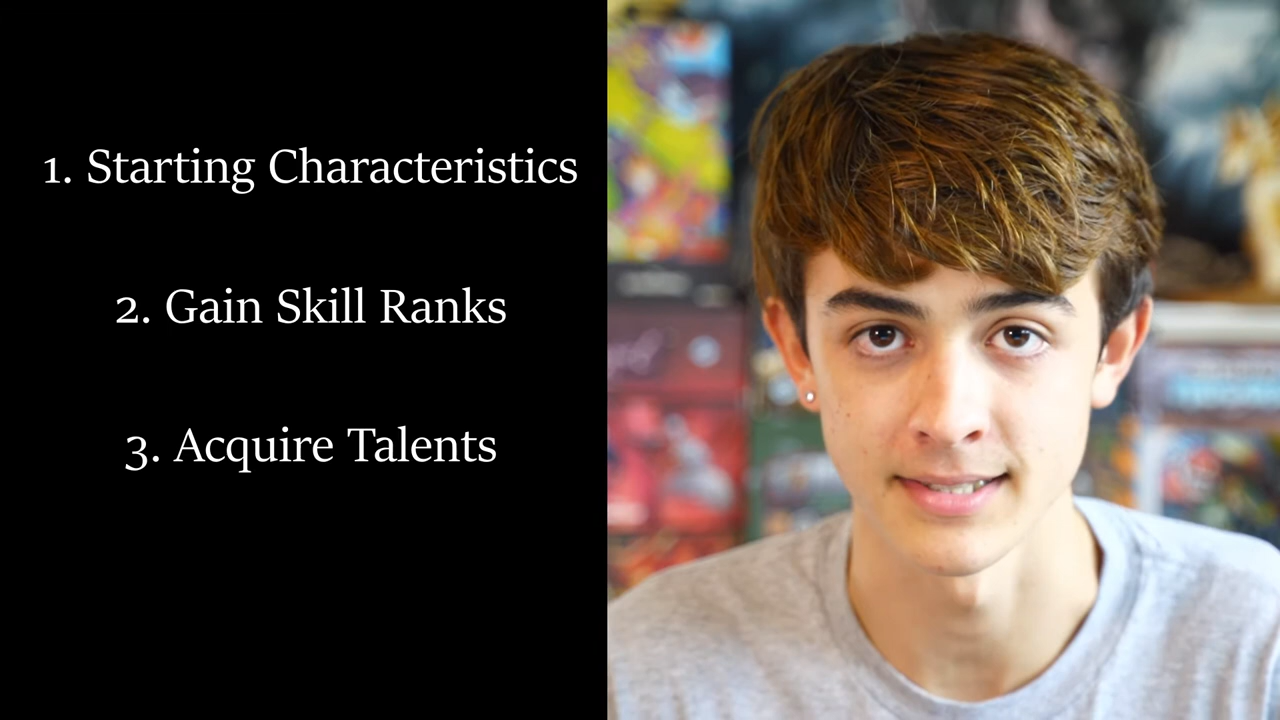 1. Starting Characteristics
2. Gain Skill Ranks
3. Acquire Talents